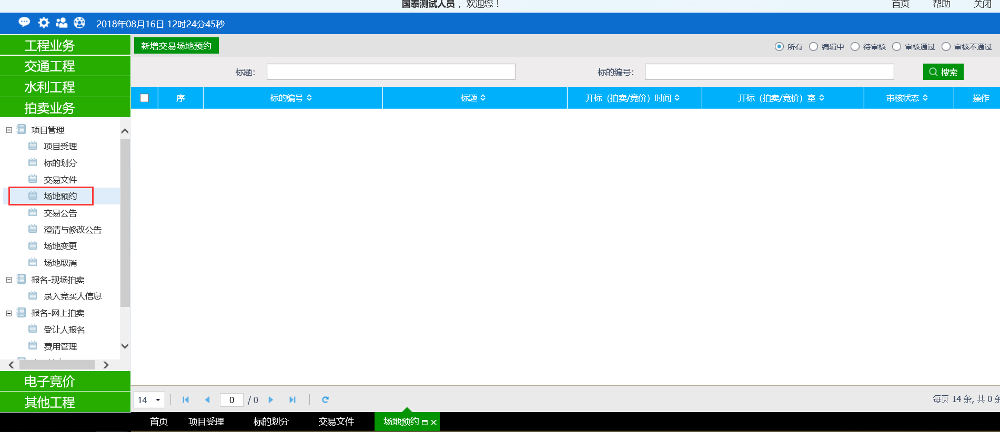 国泰测试人员 ，欢迎您！
首页 帮助 关闭
2018年08月16日 12时24分45秒
工程业务
交通工程
水利工程
拍卖业务
项目管理
项目受理
标的划分
交易文件
场地预约
交易公告
澄清与修改公告
场地变更
场地取消
报名-现场拍卖
录入竞买人信息
报名-网上拍卖
受让人报名
费用管理
电子竞价
其他工程
新增交易场地预约
所有 编辑中 待审核 审核通过 审核不通过
标题： 标的编号： 搜索
序 标的编号 标题 开标（拍卖/竞价）时间 开标（拍卖/竞价）室 审核状态 操作
14 0 / 0 每页 14 条, 共 0 条
首页 项目受理 标的划分 交易文件 场地预约